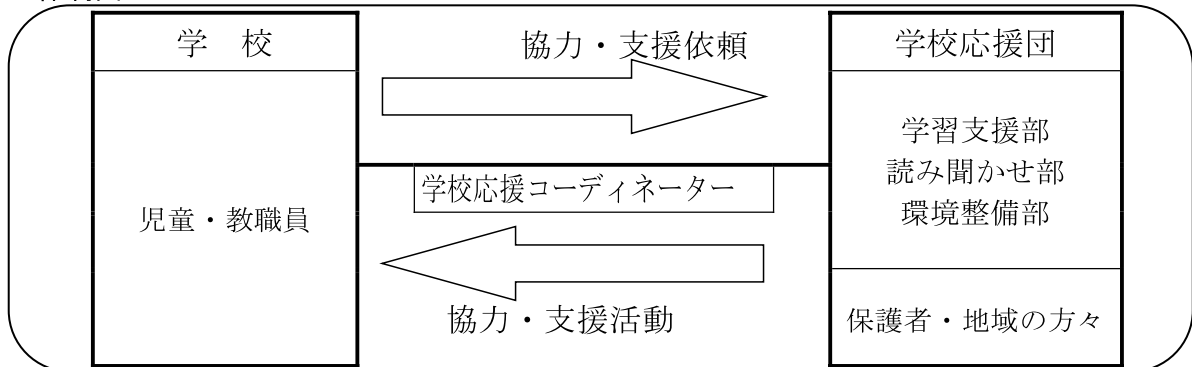 学　校
児童・教職員
協力・支援依頼
学校応援コーディネーター
協力・支援活動
学校応援団
学習支援部
読み聞かせ部
環境整備部
保護者・地域の方々